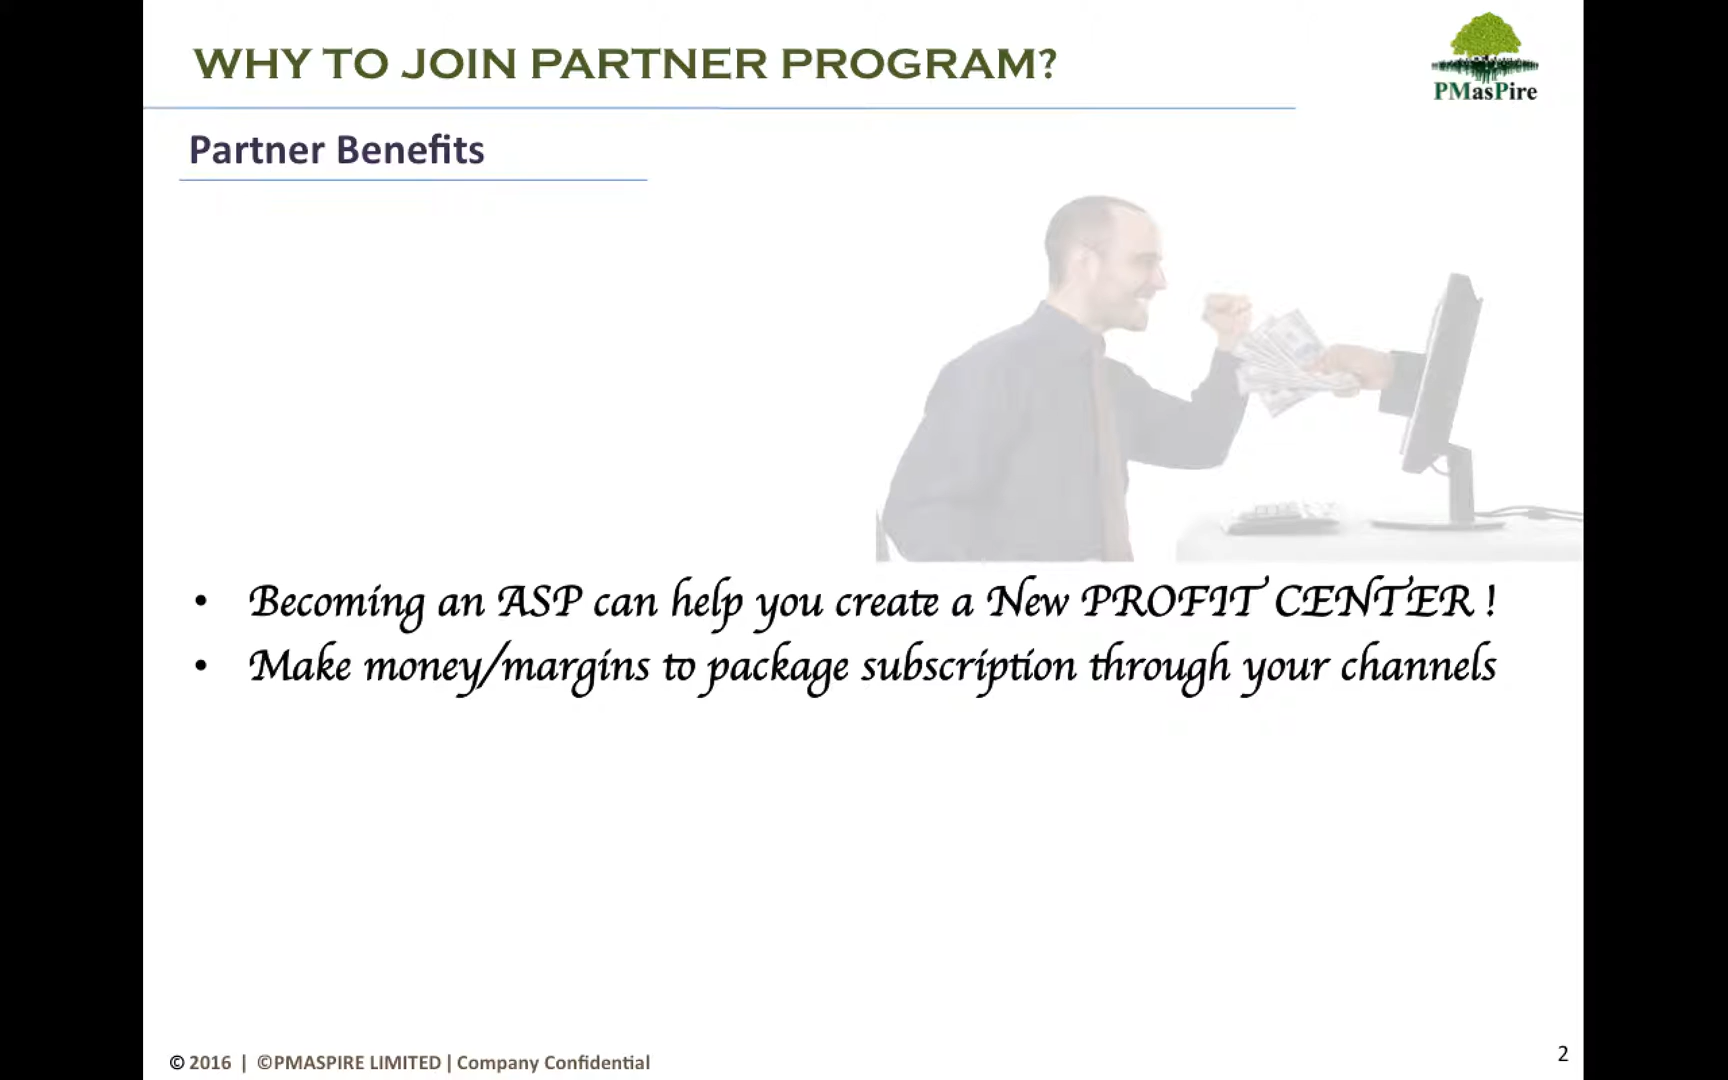 WHY TO JOIN PARTNER PROGRAM?
PMasPire
Partner Benefits
• Becoming an ASP can help you create a New PROFIT CENTER !
• Make money/margins to package subscription through your channels
© 2016 | ©PMASPIRE LIMITED | Company Confidential
2